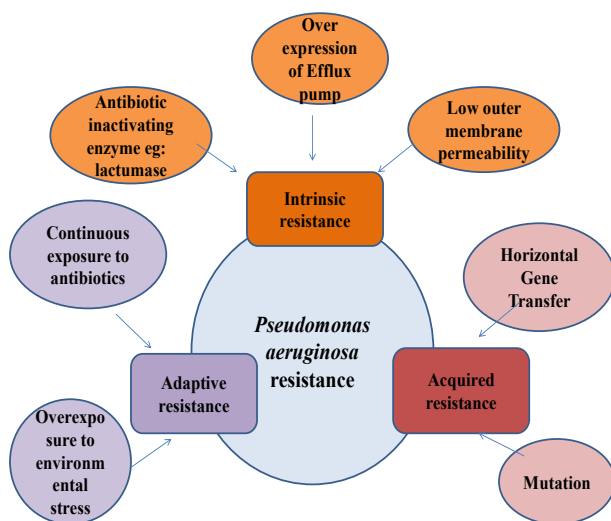 Over
expression
of Efflux
pump
Antibiotic
inactivating
enzyme eg:
lactumase
Low outer
membrane
permeability
Intrinsic
resistance
Continuous
exposure to
antibiotics
Horizontal
Gene
Transfer
Pseudomonas
aeruginosa
resistance
Adaptive
resistance
Acquired
resistance
Overexpo
sure to
environm
ental
stress
Mutation